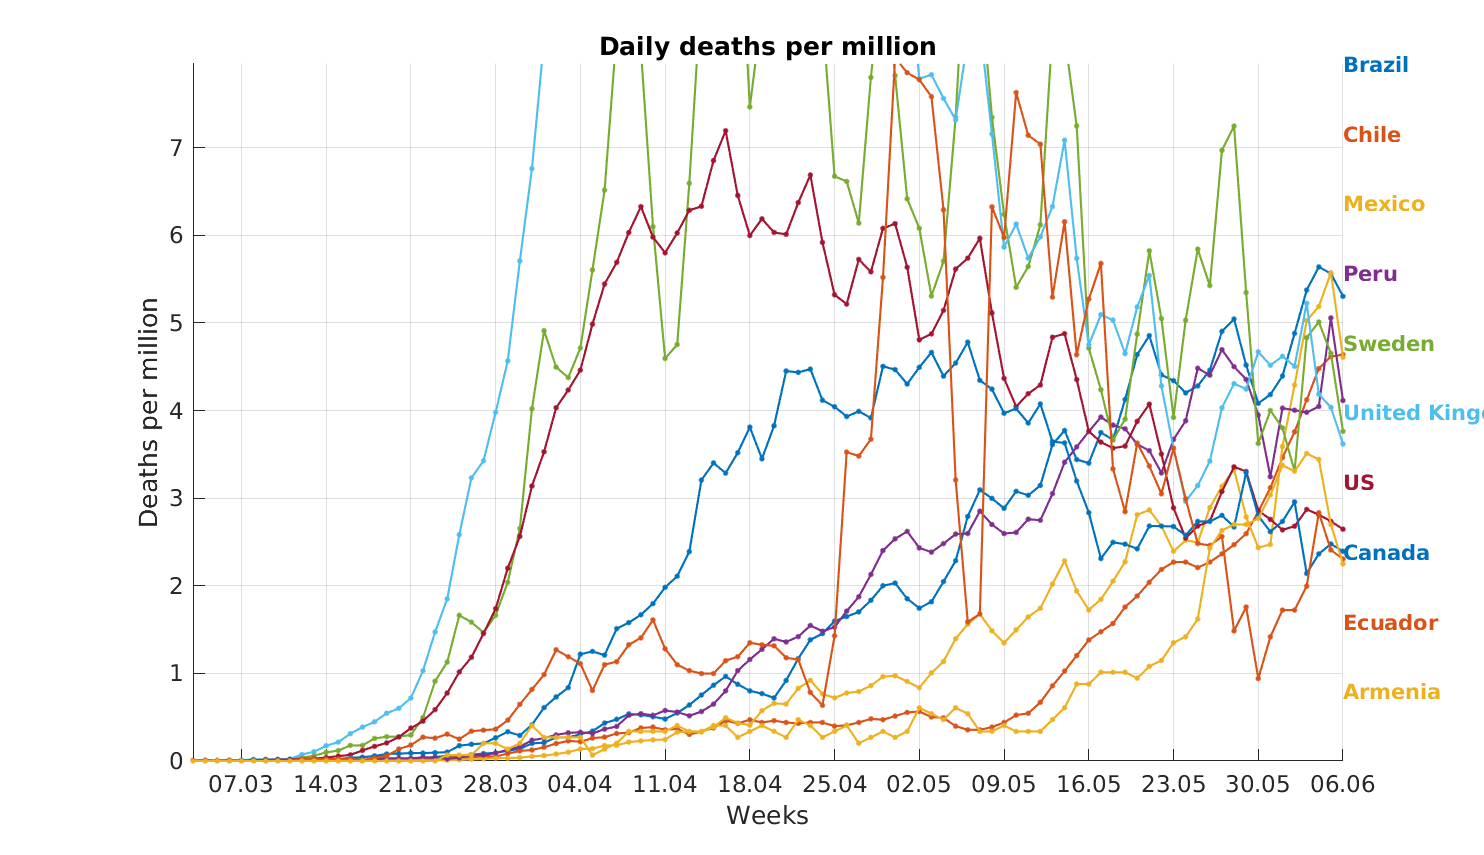 Daily deaths per million
Deaths per million
7
6
5
4
3
2
1
0
07.03 14.03 21.03 28.03 04.04 11.04 18.04 25.04 02.05 09.05 16.05 23.05 30.05 06.06
Weeks
Brazil
Chile
Mexico
Peru
Sweden
United King
US
Canada
Ecuador
Armenia